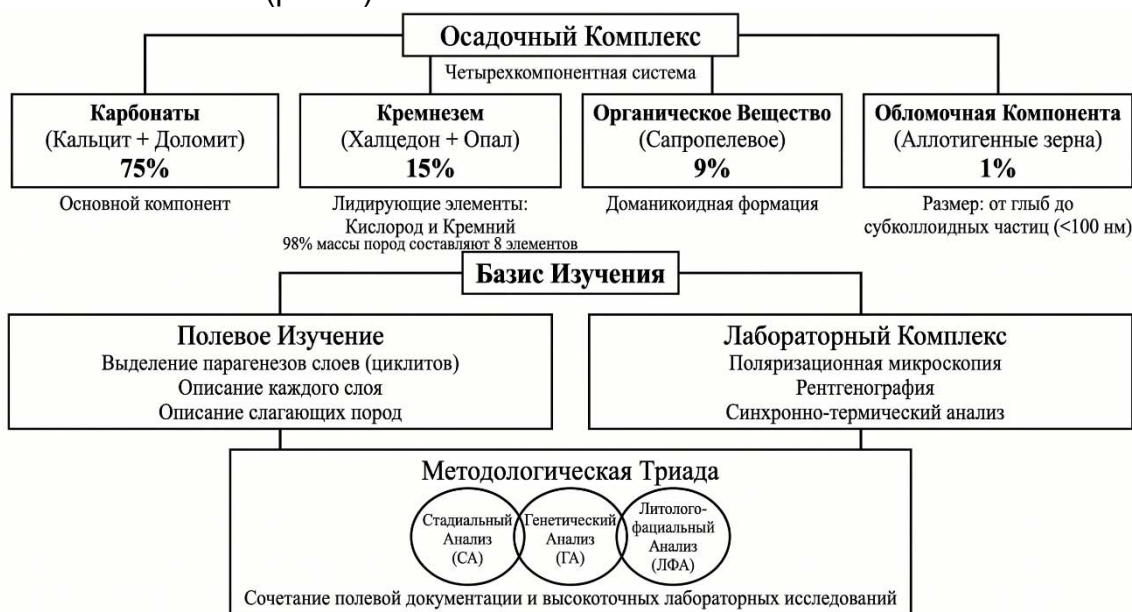 Осадочный Комплекс
Четырехкомпонентная система
Карбонаты
(Кальцит + Доломит)
75%
Основной компонент
Кремнезем
(Халцедон + Опал)
15%
Лидирующие элементы:
Кислород и Кремний
98% массы пород составляют 8 элементов
Органическое Вещество
(Сапропелевое)
9%
Доманикоидная формация
Обломочная Компонента
(Аллотигенные зерна)
1%
Размер: от глыб до
субколлоидных частиц (<100 нм)
Базис Изучения
Полевое Изучение
Выделение парагенезов слоев (циклитов)
Описание каждого слоя
Описание слагающих пород
Лабораторный Комплекс
Поляризационная микроскопия
Рентгенография
Синхронно-термический анализ
Методологическая Триада
Стадиальный
Анализ
(СА)
Генетический
Анализ
(ГА)
Литолого-
фациальный
Анализ
(ЛФА)
Сочетание полевой документации и высокоточных лабораторных исследований